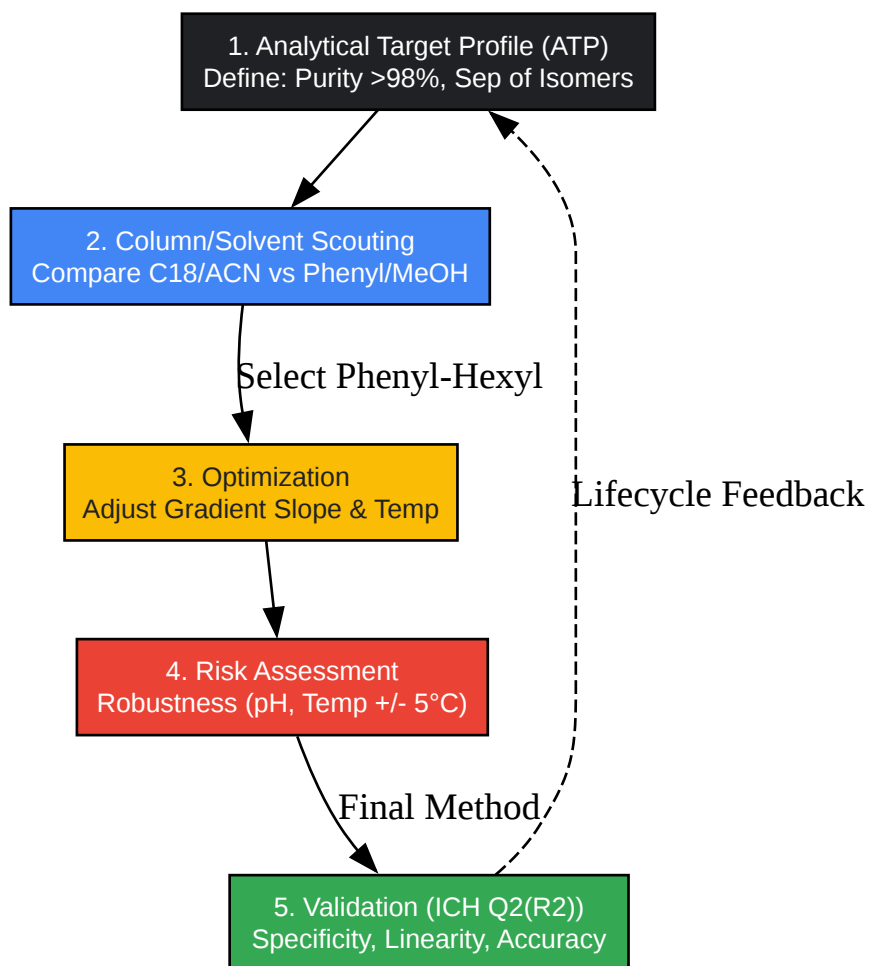 1. Analytical Target Profile (ATP)
Define: Purity >98%, Sep of Isomers
2. Column/Solvent Scouting
Compare C18/ACN vs Phenyl/MeOH
Select Phenyl-Hexyl
3. Optimization
Adjust Gradient Slope & Temp
Lifecycle Feedback
4. Risk Assessment
Robustness (pH, Temp +/- 5°C)
Final Method
5. Validation (ICH Q2(R2))
Specificity, Linearity, Accuracy